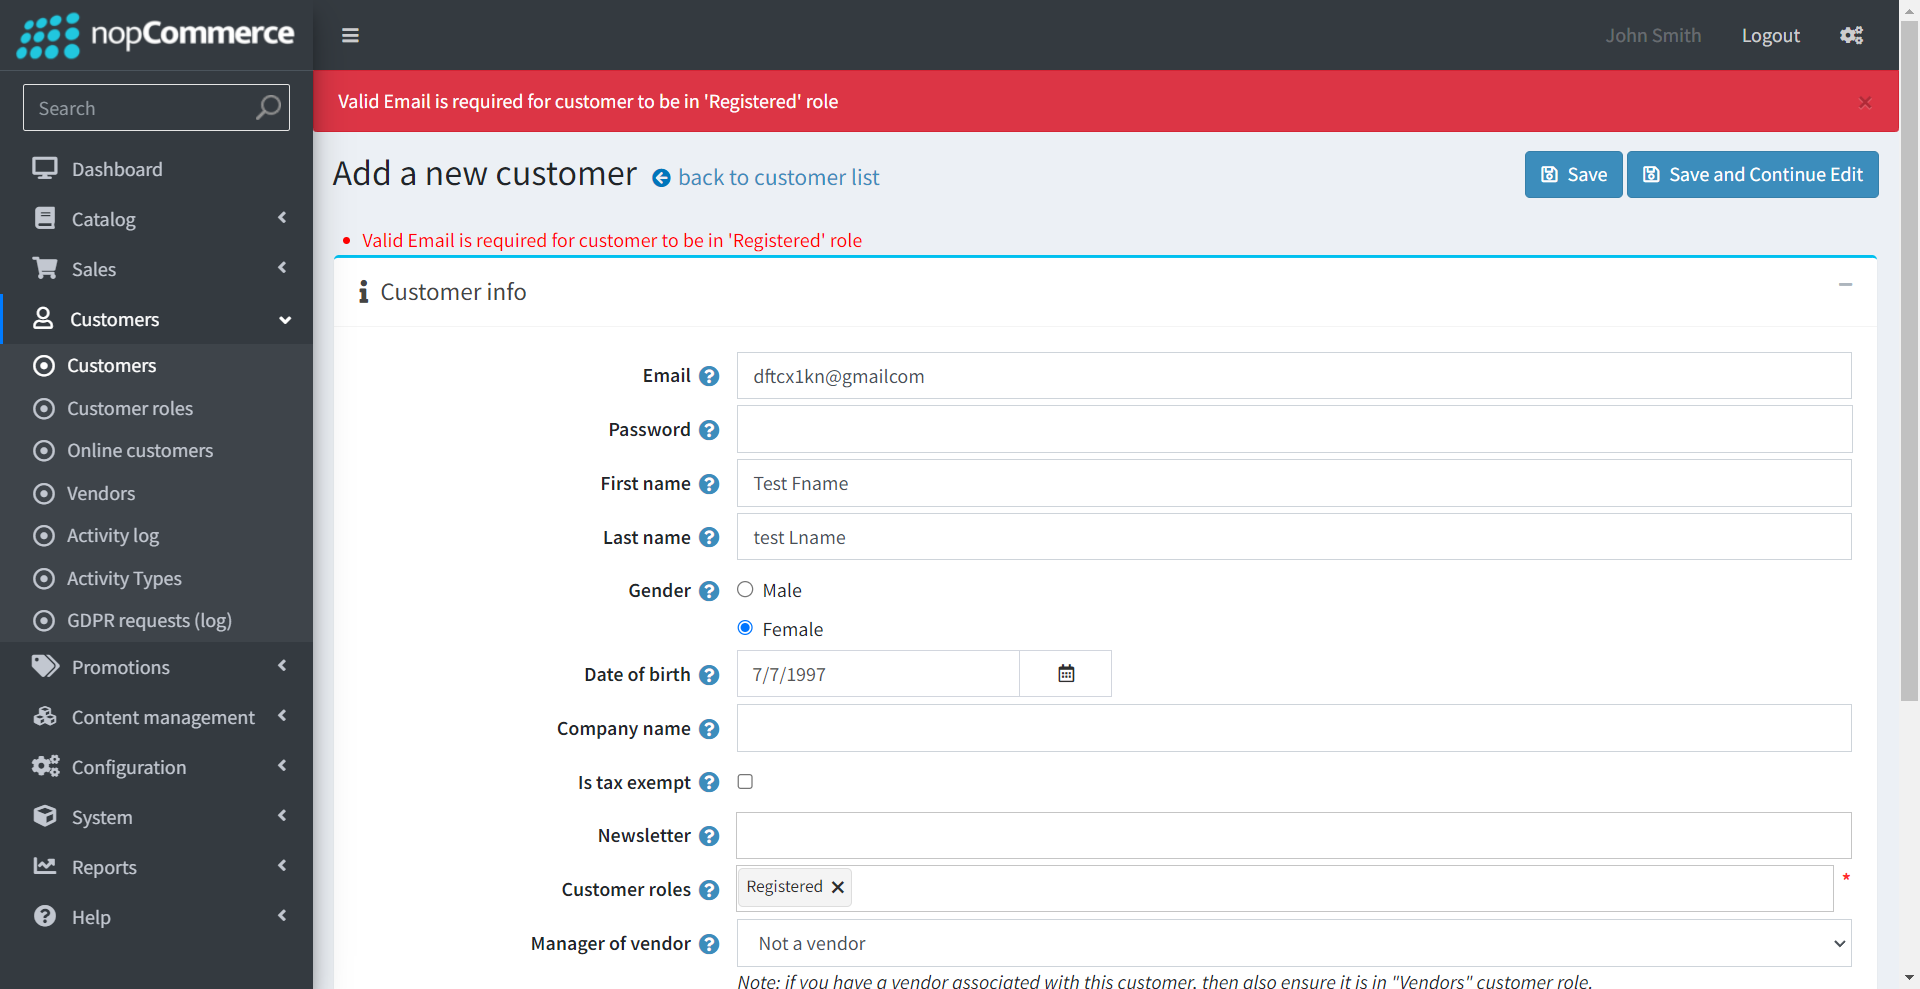 nopCommerce
John Smith
Logout
Valid Email is required for customer to be in 'Registered' role
×
Search
Dashboard
Catalog
Sales
Customers
Customers
Customer roles
Online customers
Vendors
Activity log
Activity Types
GDPR requests (log)
Promotions
Content management
Configuration
System
Reports
Help
Add a new customer back to customer list
Save
Save and Continue Edit
Valid Email is required for customer to be in 'Registered' role
Customer info
Email ? dftcx1kn@gmailcom
Password ?
First name ? Test Fname
Last name ? test Lname
Gender ? Male
Female
Date of birth ? 7/7/1997
Company name ?
Is tax exempt ?
Newsletter ?
Customer roles ? Registered ✕ *
Manager of vendor ? Not a vendor
Note: if you have a vendor associated with this customer, then also ensure it is in "Vendors" customer role.